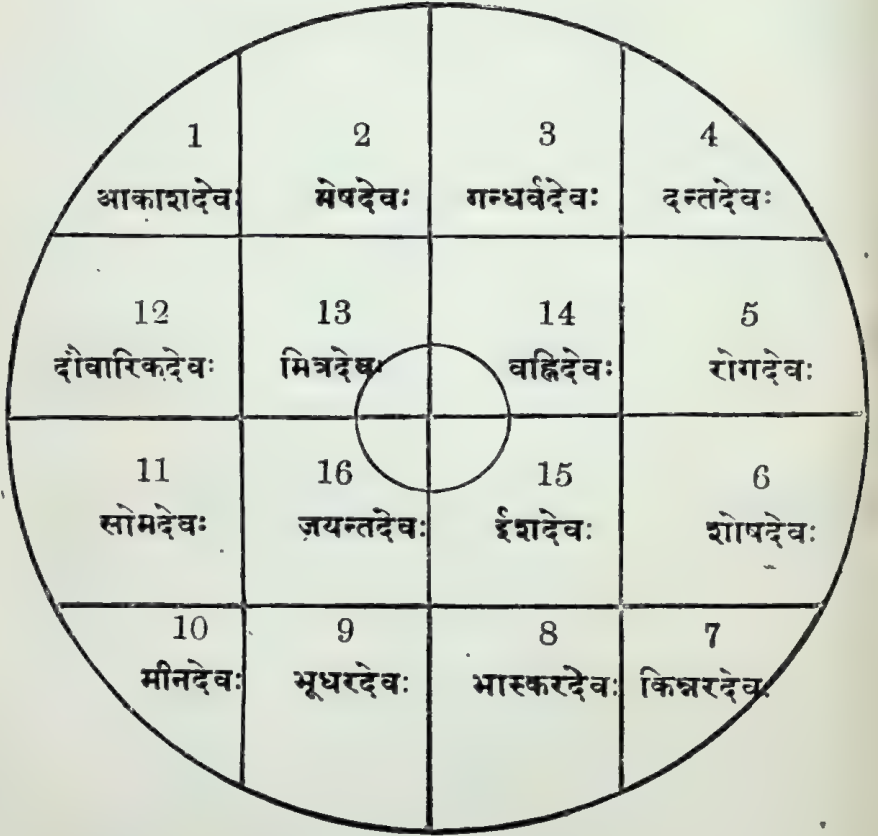 1 2 3 4
आकाशदेवः मेषदेवः गन्धर्वदेवः दन्तदेवः
12 13 14 5
दौवारिकदेवः मित्रदेवः वह्निदेवः रोगदेवः
11 16 15 6
सोमदेवः जयन्तदेवः ईशदेवः शोषदेवः
10 9 8 7
मीनदेवः भूधरदेवः भास्करदेवः किन्नरदेवः